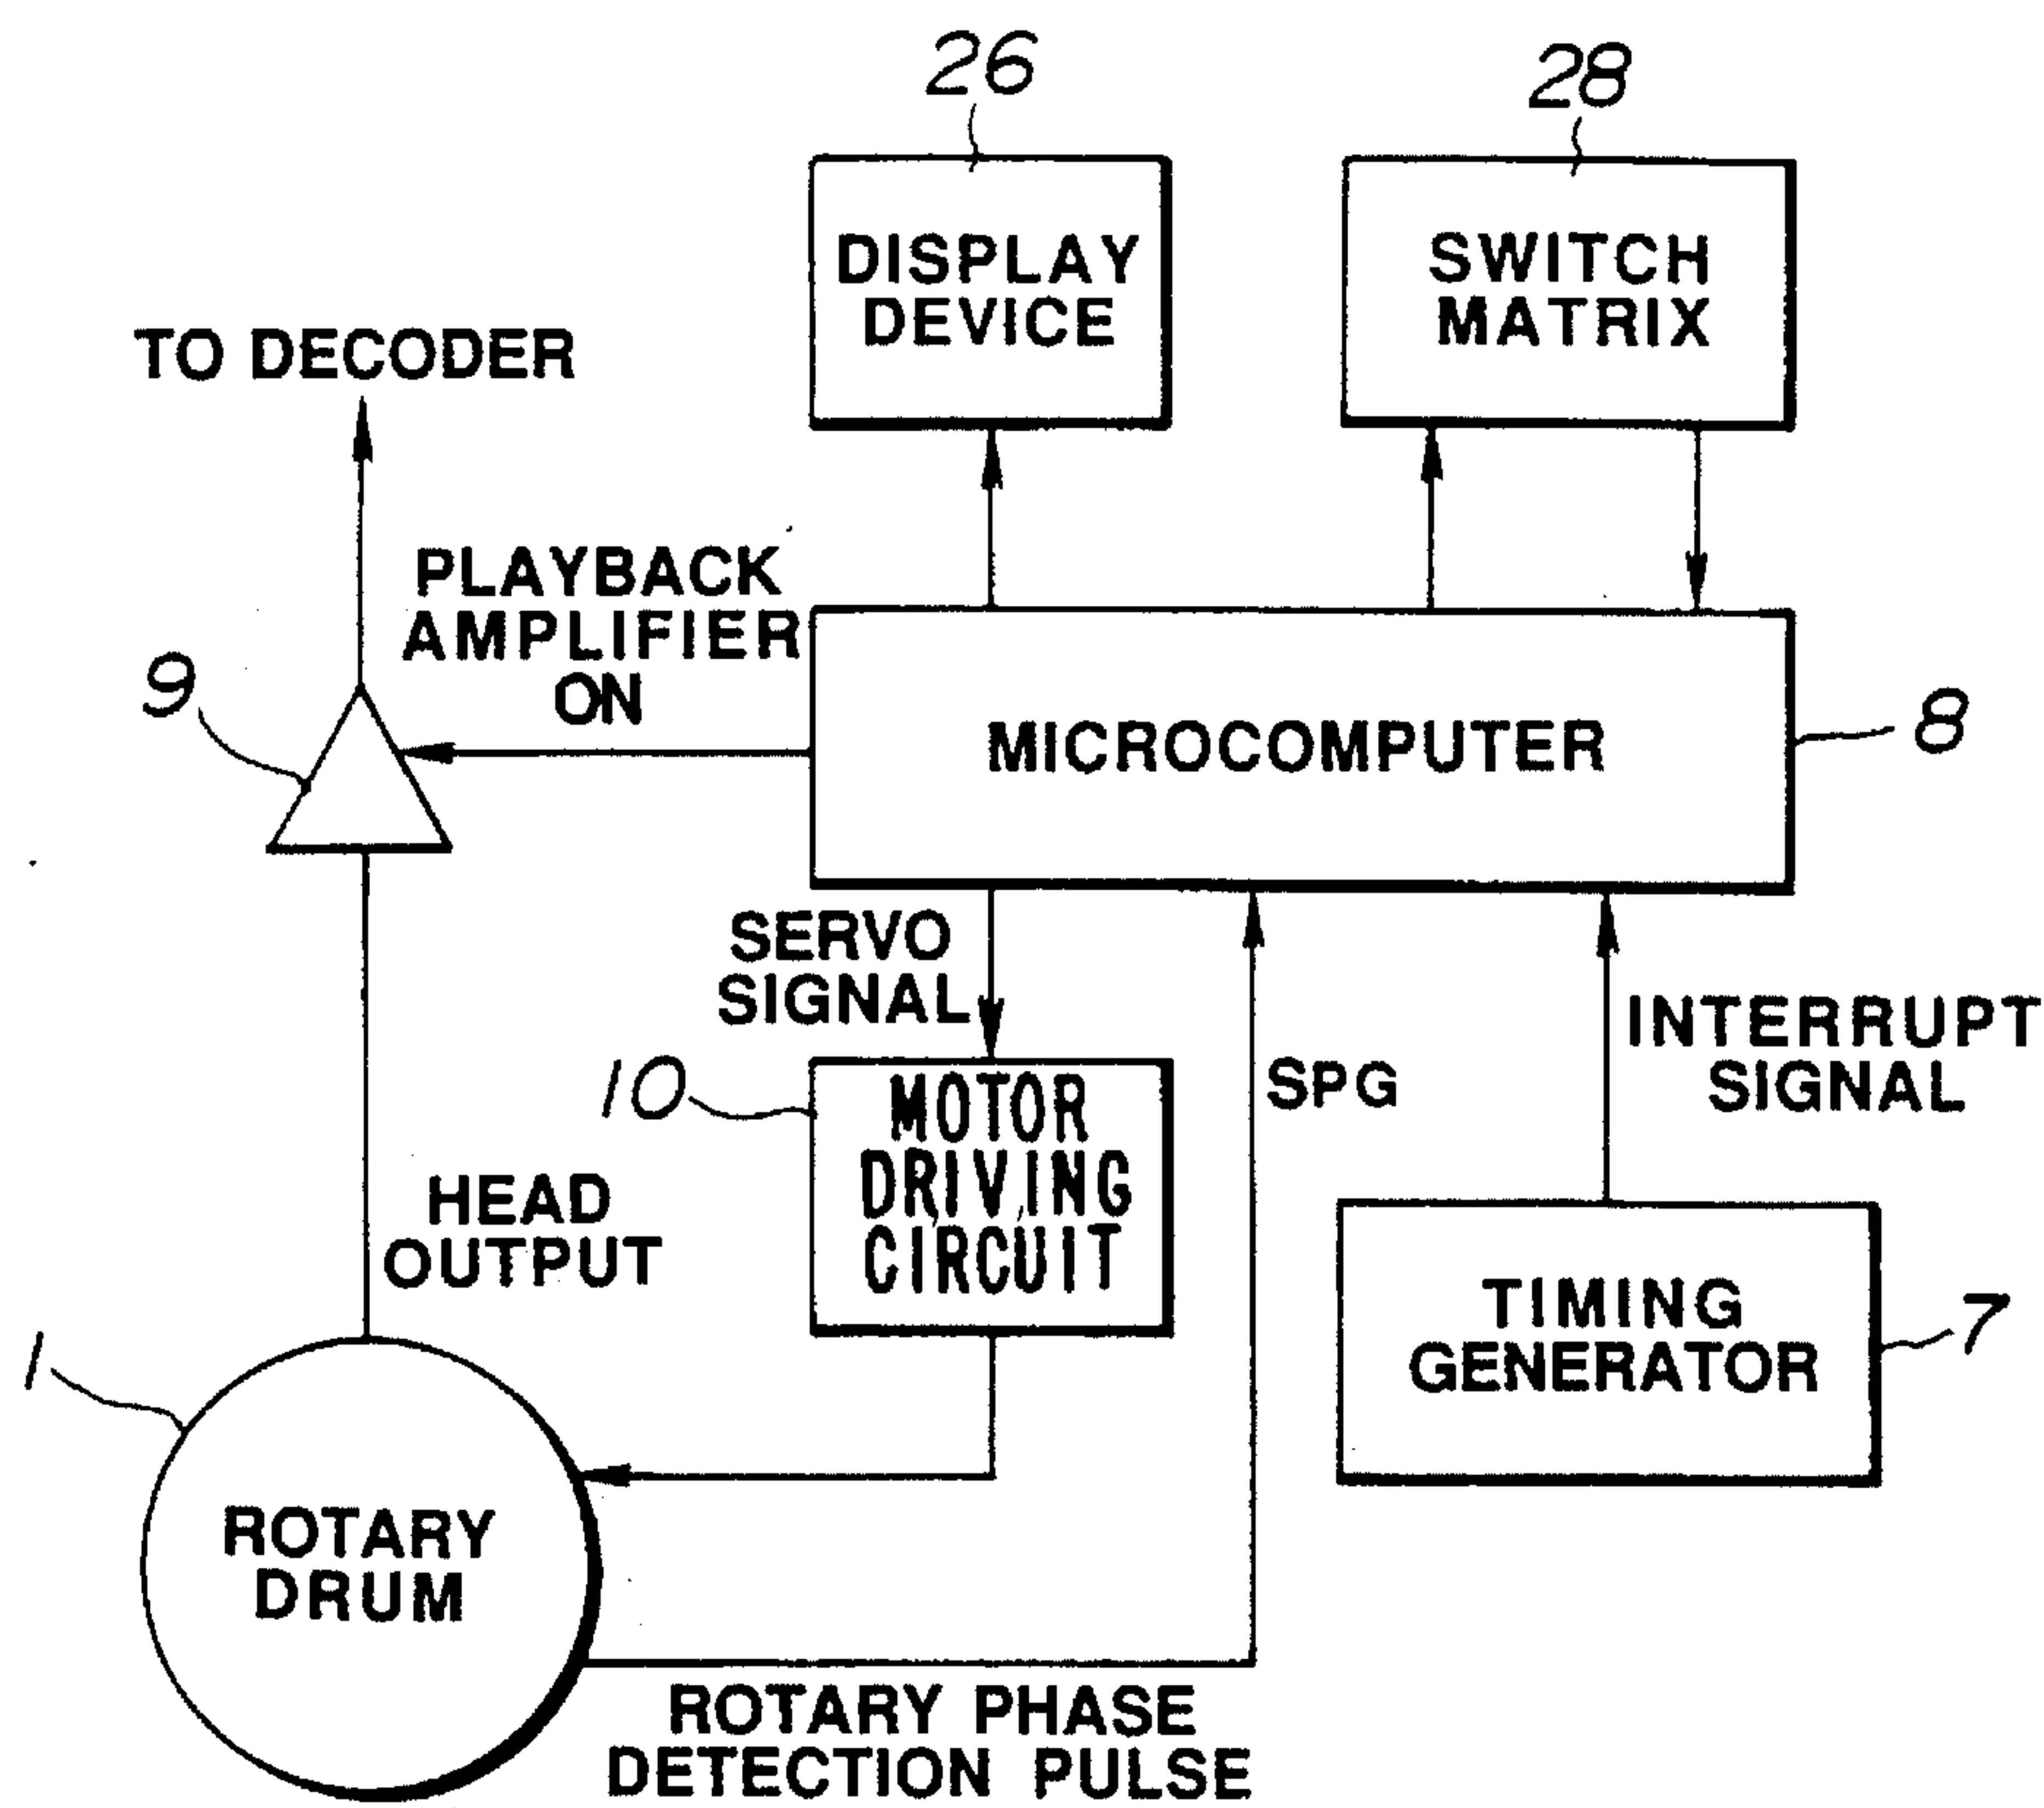 26
28
DISPLAY
DEVICE
SWITCH
MATRIX
TO DECODER
PLAYBACK
AMPLIFIER
ON
9
MICROCOMPUTER
8
SERVO
SIGNAL
10
MOTOR
DRIVING
CIRCUIT
SPG
INTERRUPT
SIGNAL
HEAD
OUTPUT
TIMING
GENERATOR
7
1
ROTARY
DRUM
ROTARY PHASE
DETECTION PULSE